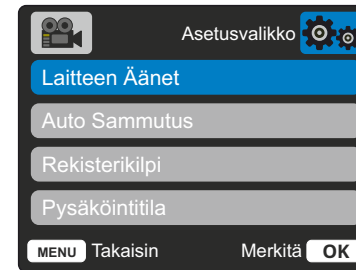 Asetusvalikko
Laitteen Äänet
Auto Sammutus
Rekisterikilpi
Pysäköintitila
MENU Takaisin Merkitä OK